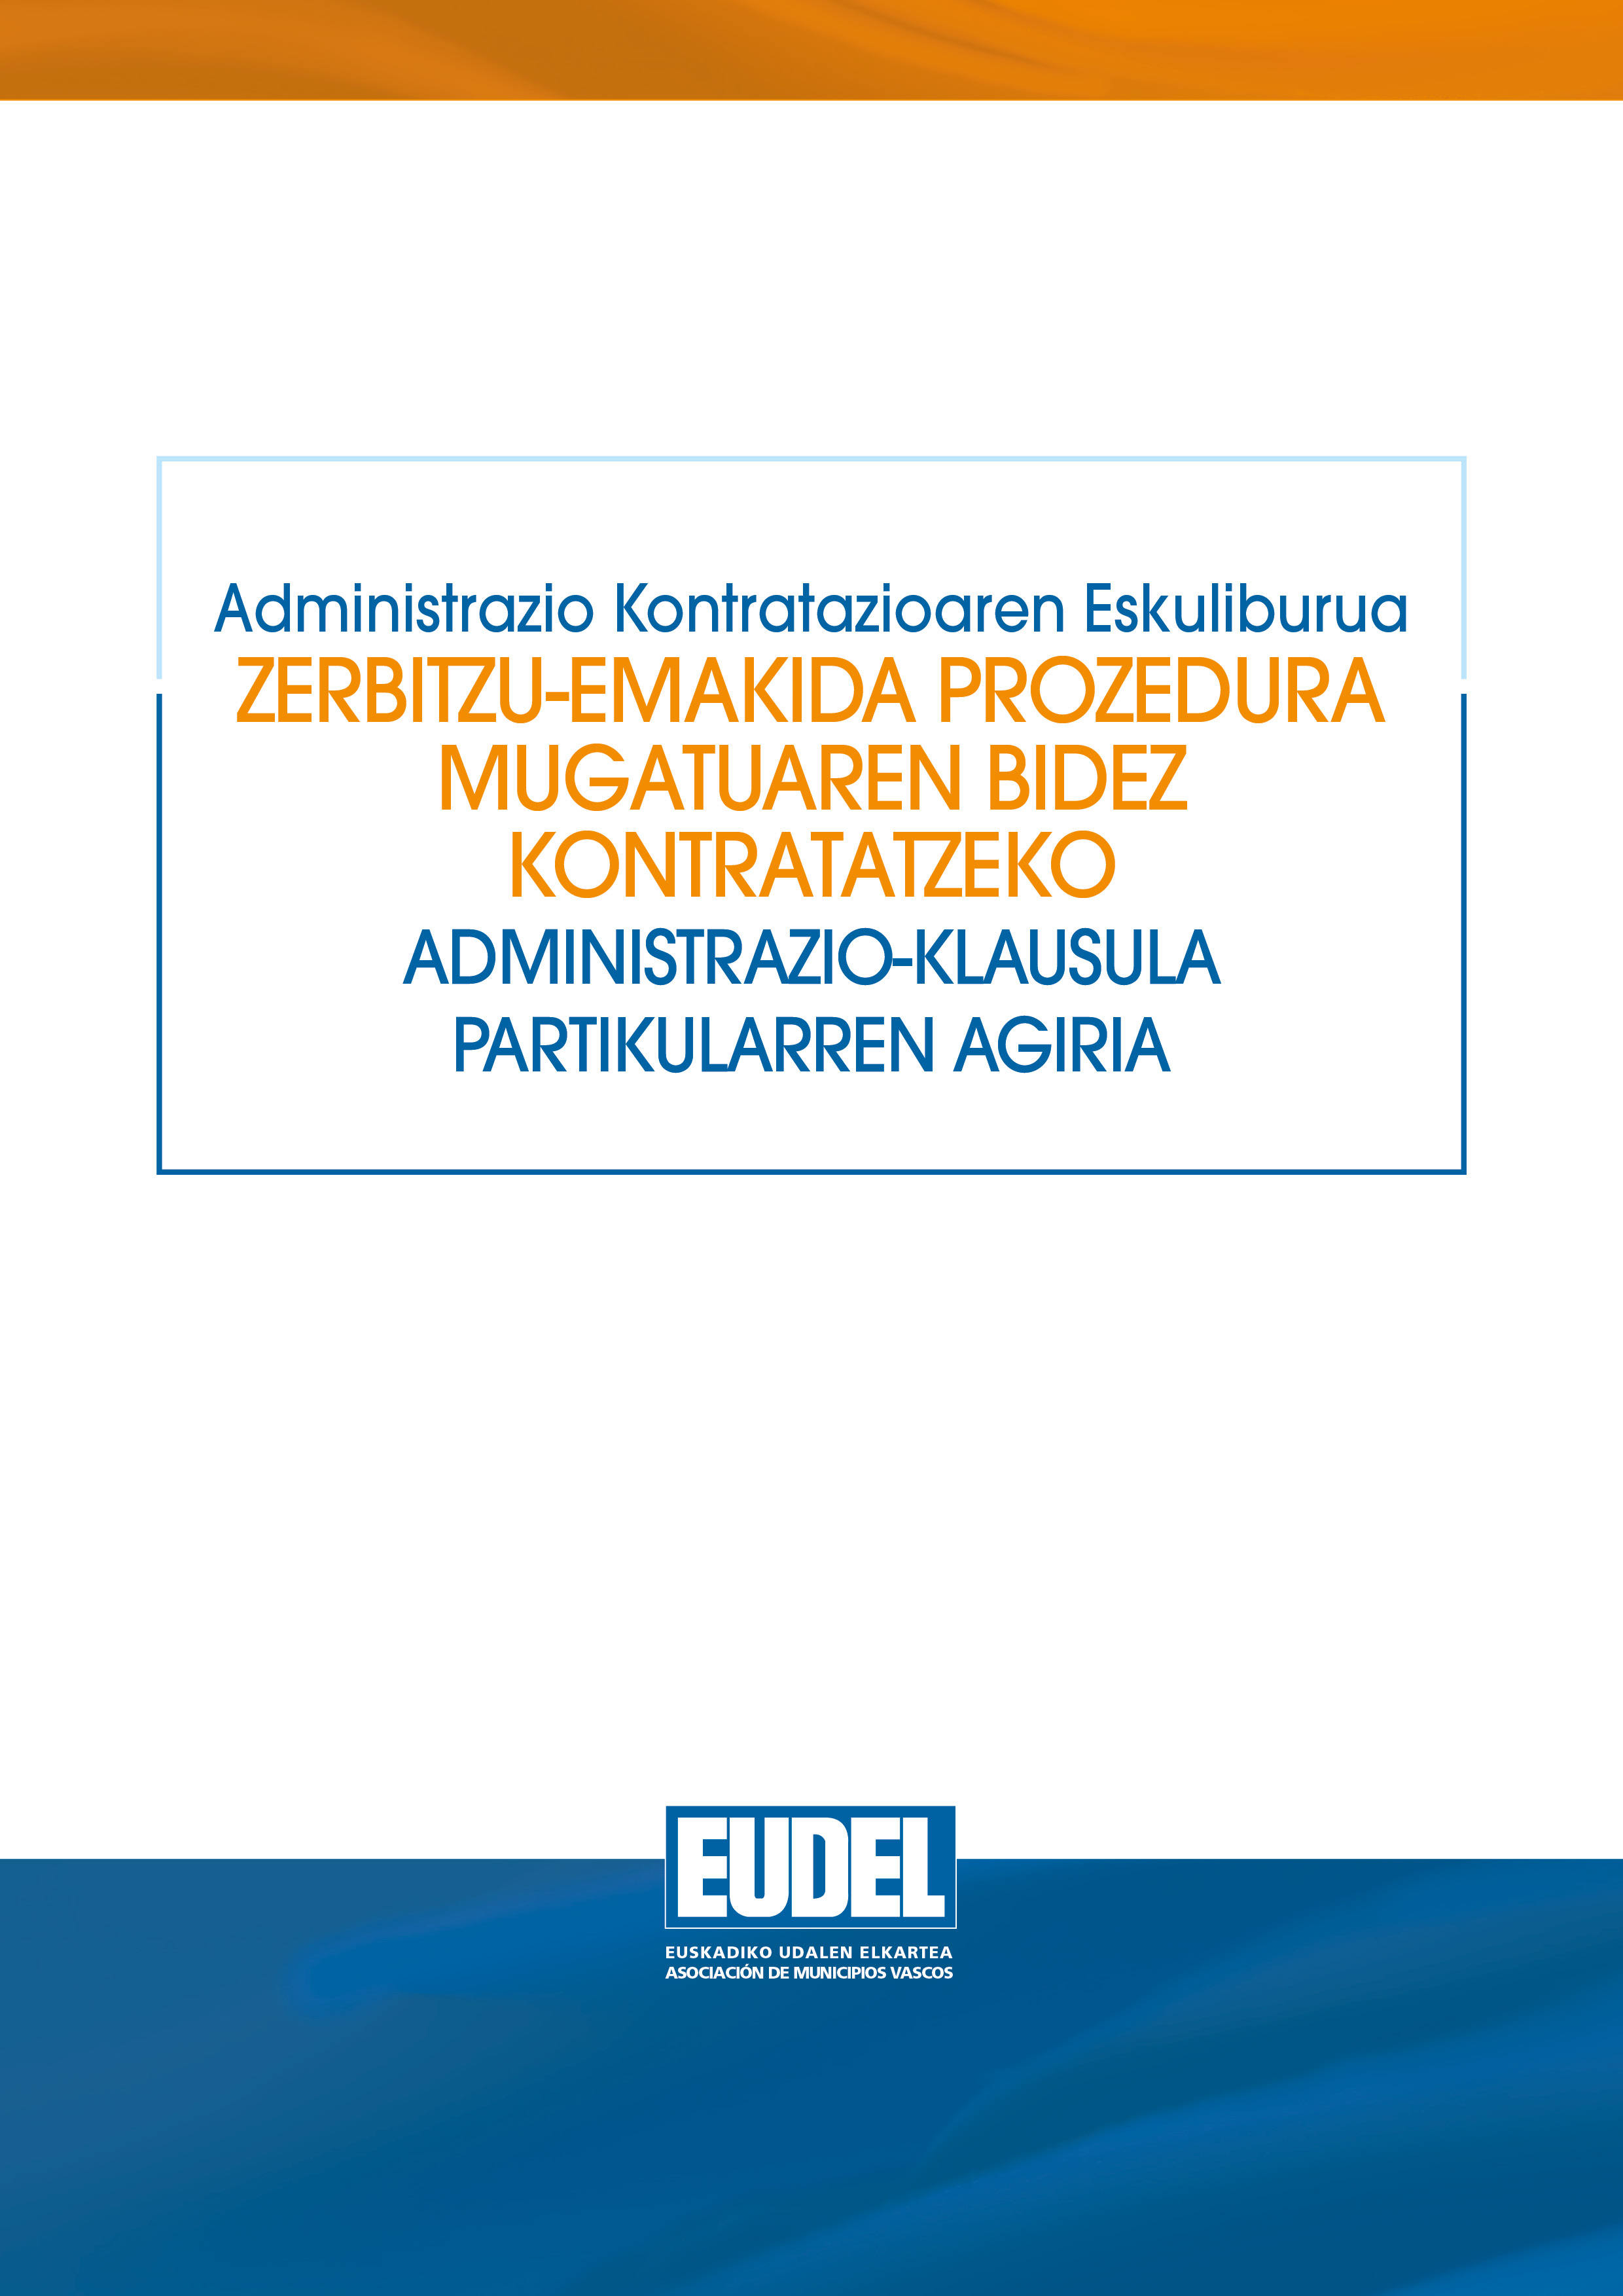 Administrazio Kontratazioaren Eskuliburua
ZERBITZU-EMAKIDA PROZEDURA
MUGATUAREN BIDEZ
KONTRATATZEKO
ADMINISTRAZIO-KLAUSULA
PARTIKULARREN AGIRIA
EUDEL
EUSKADIKO UDALEN ELKARTEA
ASOCIACIÓN DE MUNICIPIOS VASCOS